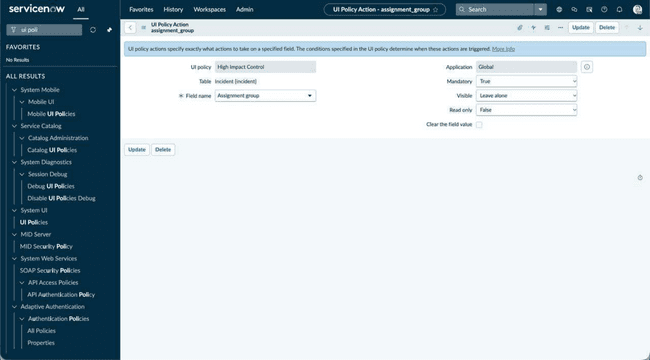 servicenow
All
Favorites
History
Workspaces
Admin
UI Policy Action - assignment_group
Search
ui poli
FAVORITES
No Results
ALL RESULTS
System Mobile
Mobile UI
Mobile UI Policies
Service Catalog
Catalog Administration
Catalog UI Policies
System Diagnostics
Session Debug
Debug UI Policies
Disable UI Policies Debug
System UI
UI Policies
MID Server
MID Security Policy
System Web Services
SOAP Security Policies
API Access Policies
API Authentication Policy
Adaptive Authentication
Authentication Policies
All Policies
Properties
UI Policy Action
assignment_group
Update
Delete
UI policy actions specify exactly what actions to take on a specified field. The conditions specified in the UI policy determine when these actions are triggered. More Info
UI policy
High Impact Control
Table
Incident [incident]
Field name
Assignment group
Application
Global
Mandatory
True
Visible
Leave alone
Read only
False
Clear the field value
Update
Delete